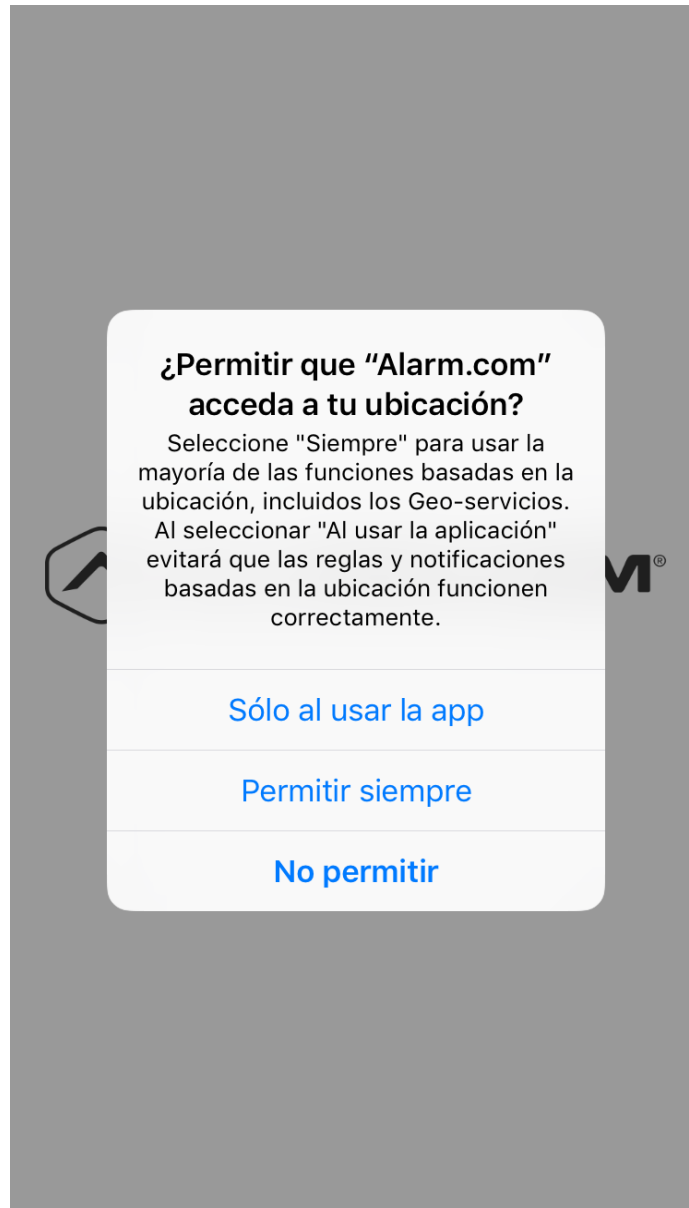 ¿Permitir que “Alarm.com”
acceda a tu ubicación?
Seleccione "Siempre" para usar la
mayoría de las funciones basadas en la
ubicación, incluidos los Geo-servicios.
Al seleccionar "Al usar la aplicación"
evitará que las reglas y notificaciones
basadas en la ubicación funcionen
correctamente.
M®
Sólo al usar la app
Permitir siempre
No permitir